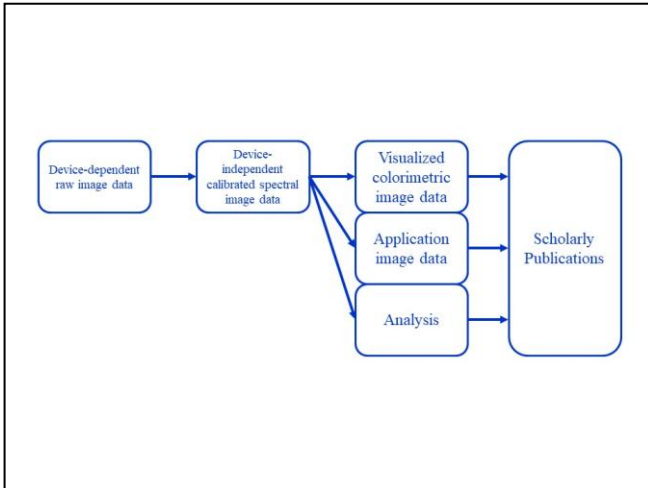 Device-dependent
raw image data
Device-
independent
calibrated spectral
image data
Visualized
colorimetric
image data
Application
image data
Analysis
Scholarly
Publications